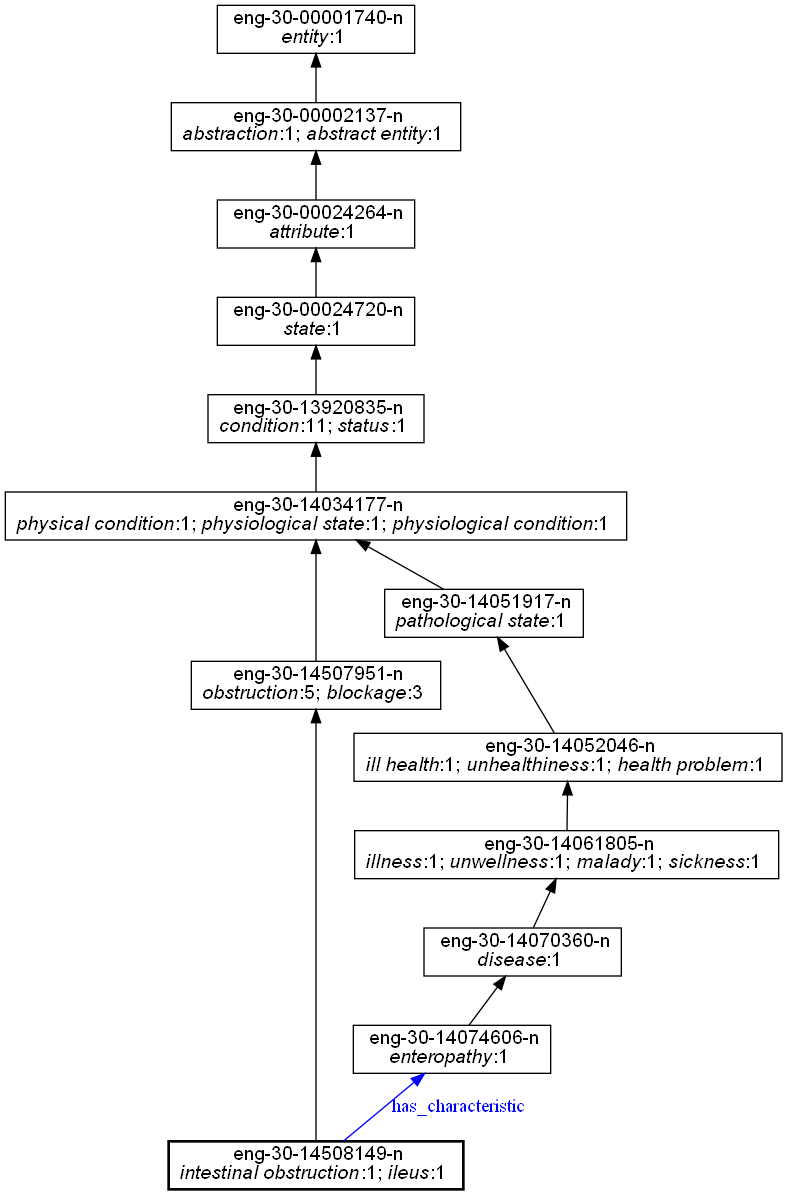 eng-30-00001740-n
entity:1
eng-30-00002137-n
abstraction:1; abstract entity:1
eng-30-00024264-n
attribute:1
eng-30-00024720-n
state:1
eng-30-13920835-n
condition:11; status:1
eng-30-14034177-n
physical condition:1; physiological state:1; physiological condition:1
eng-30-14051917-n
pathological state:1
eng-30-14507951-n
obstruction:5; blockage:3
eng-30-14052046-n
ill health:1; unhealthiness:1; health problem:1
eng-30-14061805-n
illness:1; unwellness:1; malady:1; sickness:1
eng-30-14070360-n
disease:1
eng-30-14074606-n
enteropathy:1
has_characteristic
eng-30-14508149-n
intestinal obstruction:1; ileus:1